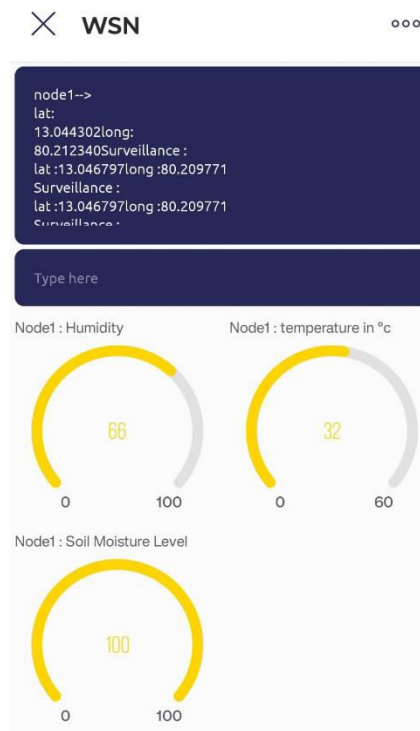 WSN
node1-->
lat:
13.044302long:
80.212340Surveillance :
lat :13.046797long :80.209771
Surveillance :
lat :13.046797long :80.209771
Surveillance :
Type here
Node1 : Humidity
Node1 : temperature in °c
66
32
0 100
0 60
Node1 : Soil Moisture Level
100
0 100